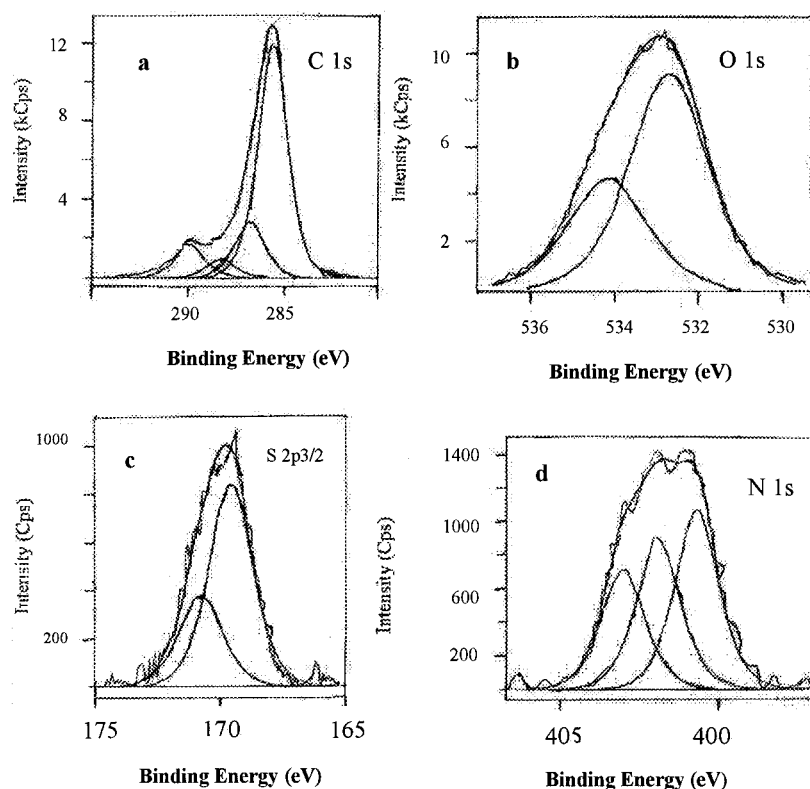 a C 1s
12
8
4
Intensity (kCps)
290 285
Binding Energy (eV)
b O 1s
10
6
2
Intensity (kCps)
536 534 532 530
Binding Energy (eV)
c S 2p3/2
1000
200
Intensity (Cps)
175 170 165
Binding Energy (eV)
d N 1s
1400
1000
600
200
Intensity (Cps)
405 400
Binding Energy (eV)